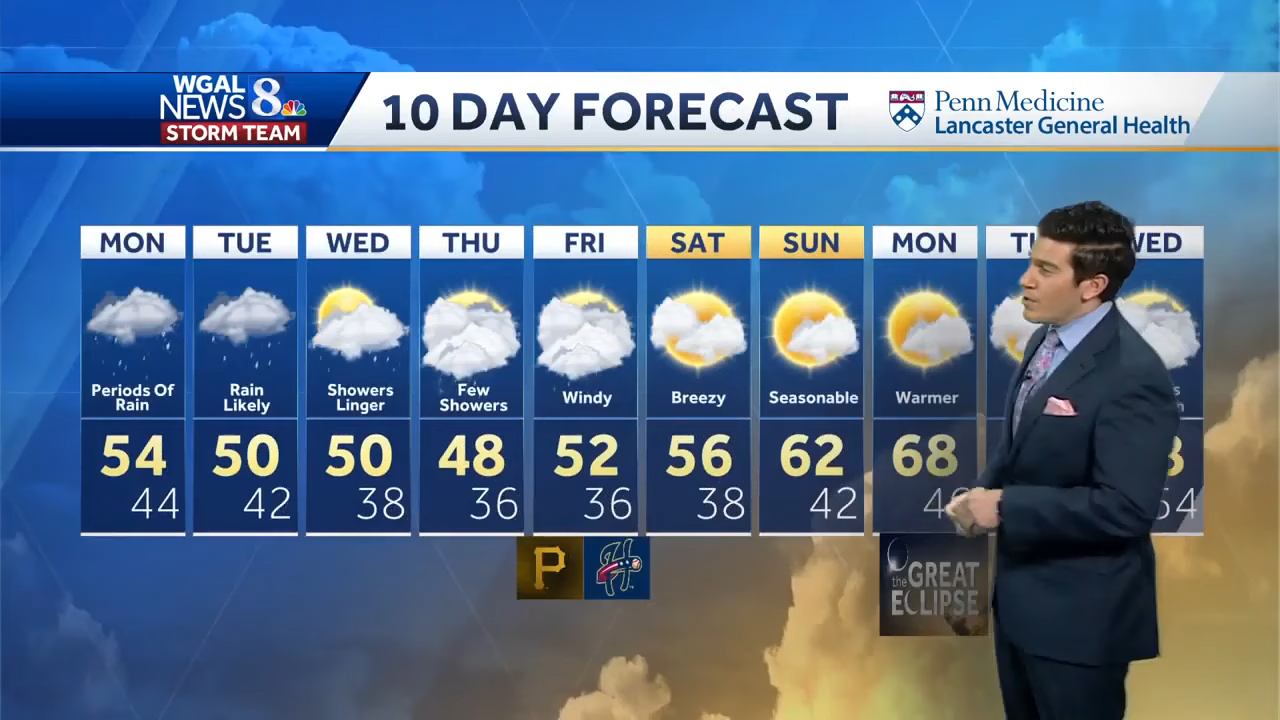 WGAL
NEWS 8
STORM TEAM
10 DAY FORECAST
Penn Medicine
Lancaster General Health
MON TUE WED THU FRI SAT SUN MON
Periods Of
Rain
Rain
Likely
Showers
Linger
Few
Showers
Windy
Breezy
Seasonable
Warmer
54 50 50 48 52 56 62 68
44 42 38 36 36 38 42
P
H
the GREAT
ECLIPSE